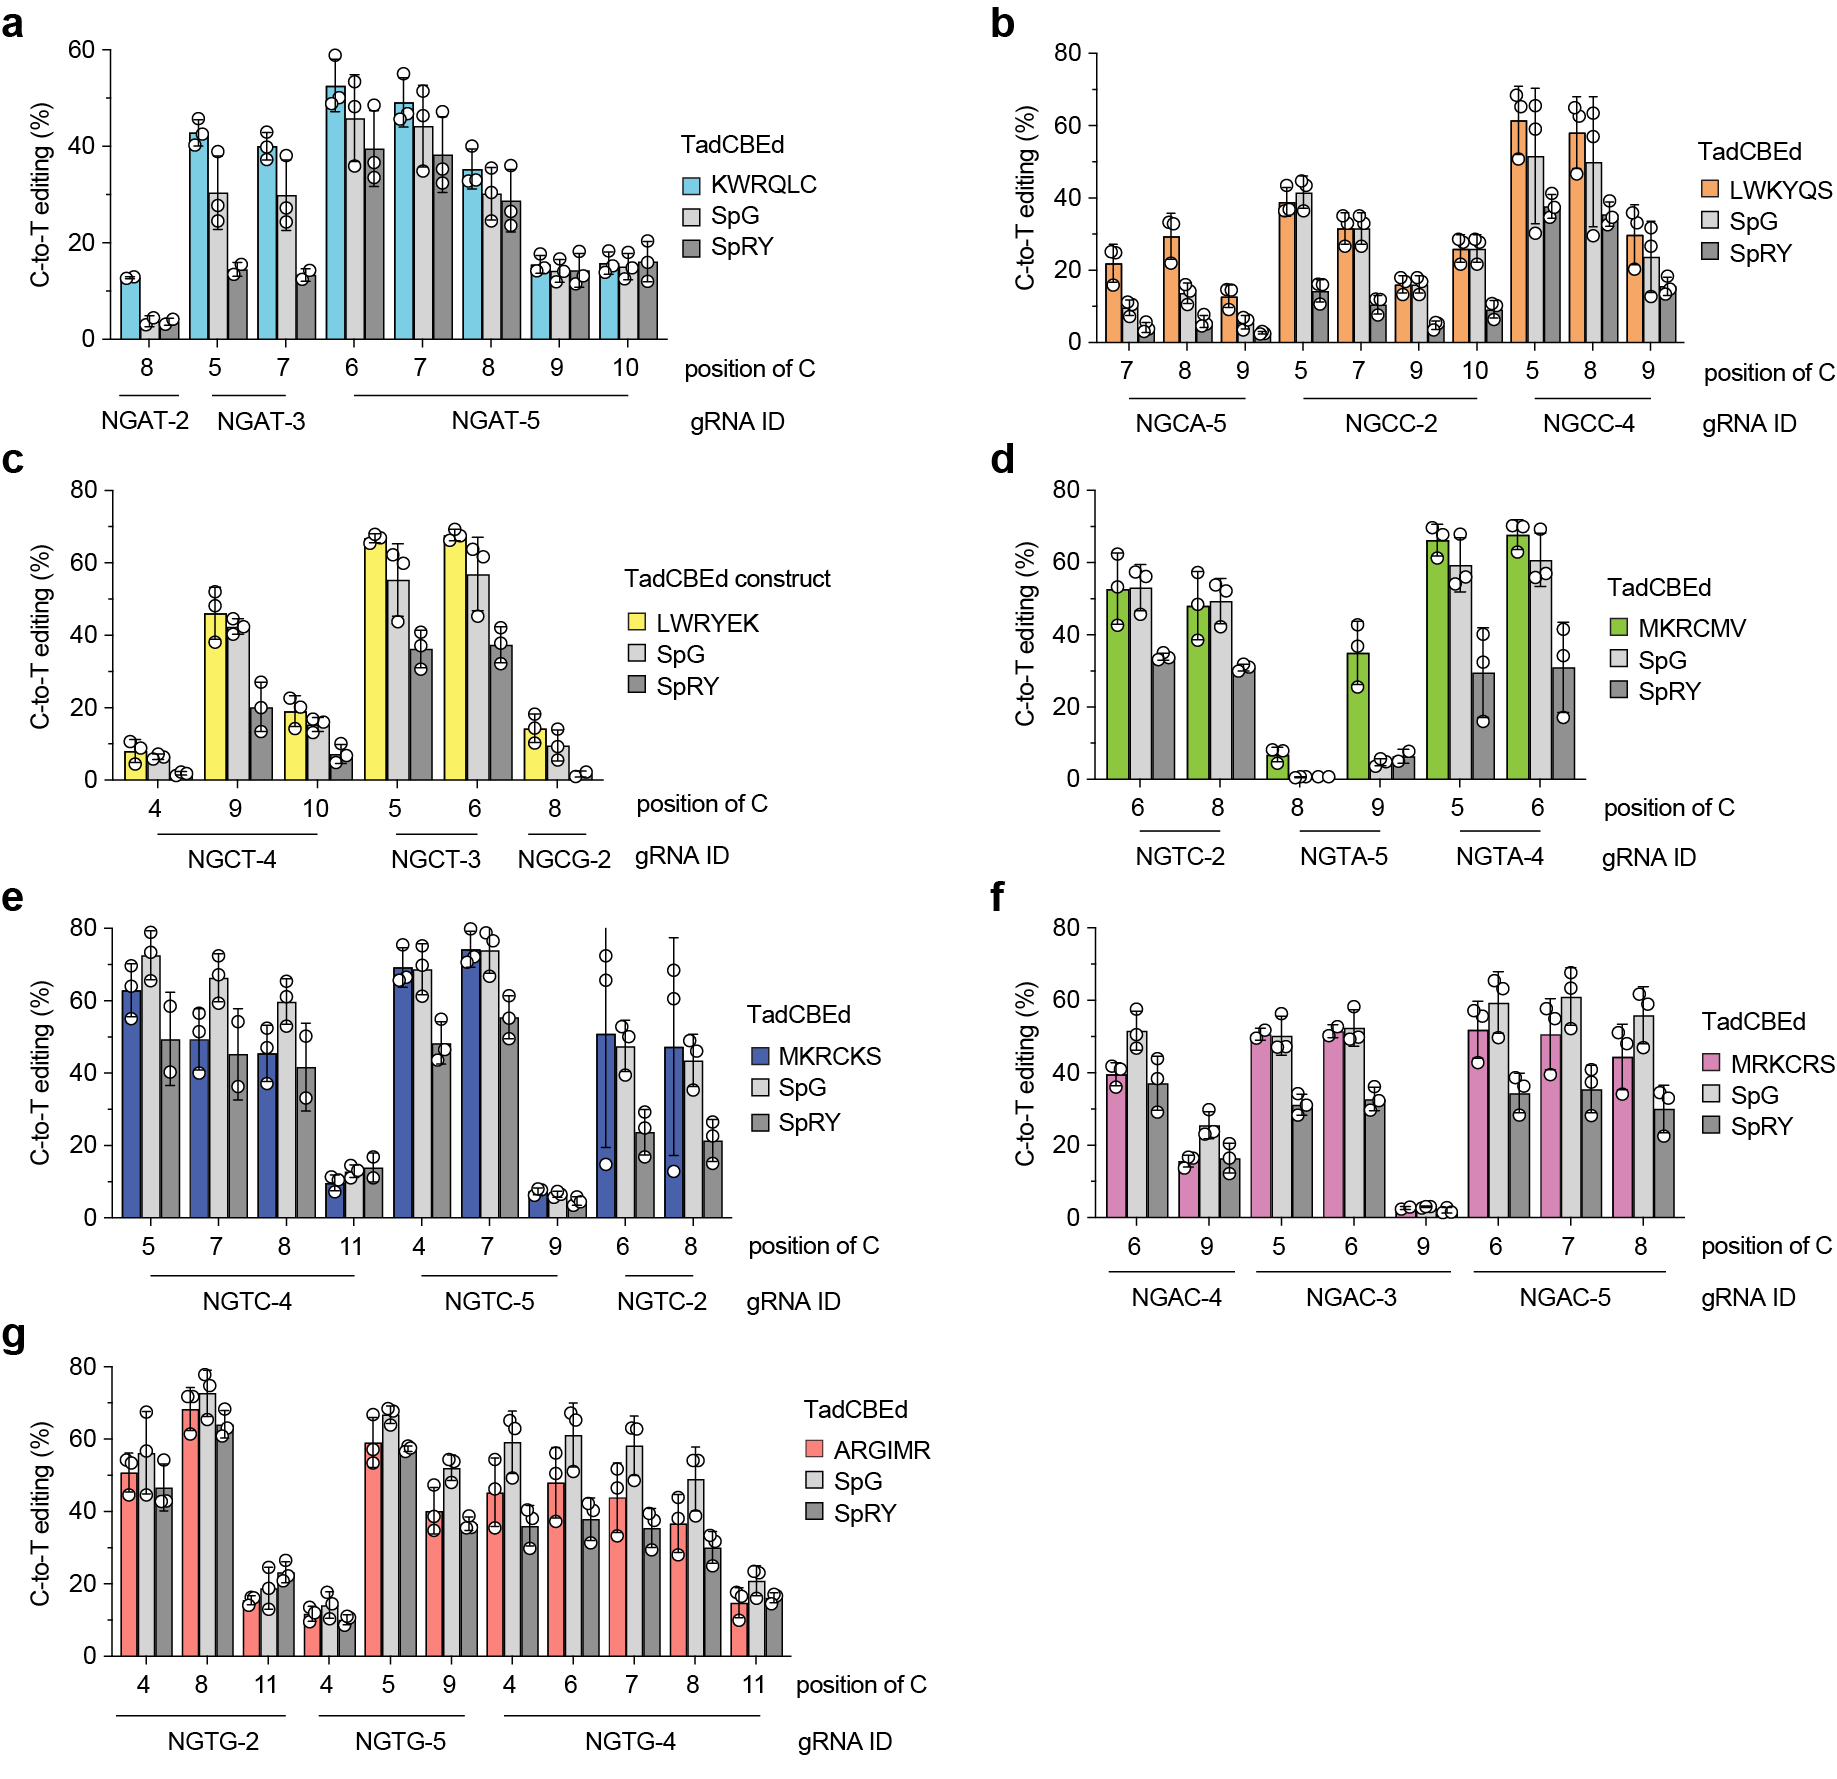 a
60
40
20
0
C-to-T editing (%)
TadCBEd
KWRQLC
SpG
SpRY
8 5 7 6 7 8 9 10 position of C
NGAT-2 NGAT-3 NGAT-5 gRNA ID
b
80
60
40
20
0
C-to-T editing (%)
TadCBEd
LWKYQS
SpG
SpRY
7 8 9 5 7 9 10 5 8 9 position of C
NGCA-5 NGCC-2 NGCC-4 gRNA ID
c
80
60
40
20
0
C-to-T editing (%)
TadCBEd construct
LWRYEK
SpG
SpRY
4 9 10 5 6 8 position of C
NGCT-4 NGCT-3 NGCG-2 gRNA ID
d
80
60
40
20
0
C-to-T editing (%)
TadCBEd
MKRCMV
SpG
SpRY
6 8 8 9 5 6 position of C
NGTC-2 NGTA-5 NGTA-4 gRNA ID
e
80
60
40
20
0
C-to-T editing (%)
TadCBEd
MKRCKS
SpG
SpRY
5 7 8 11 4 7 9 6 8 position of C
NGTC-4 NGTC-5 NGTC-2 gRNA ID
f
80
60
40
20
0
C-to-T editing (%)
TadCBEd
MRKCRS
SpG
SpRY
6 9 5 6 9 6 7 8 position of C
NGAC-4 NGAC-3 NGAC-5 gRNA ID
g
80
60
40
20
0
C-to-T editing (%)
TadCBEd
ARGIMR
SpG
SpRY
4 8 11 4 5 9 4 6 7 8 11 position of C
NGTG-2 NGTG-5 NGTG-4 gRNA ID